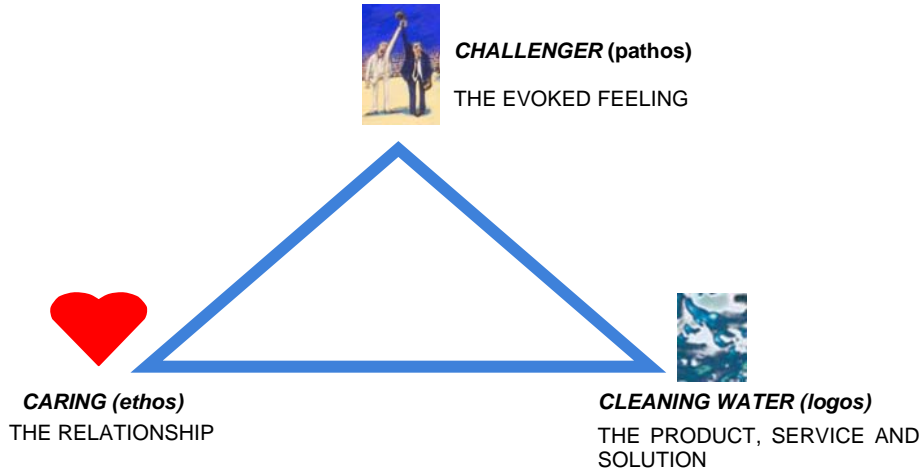 CHALLENGER (pathos)
THE EVOKED FEELING
CARING (ethos)
THE RELATIONSHIP
CLEANING WATER (logos)
THE PRODUCT, SERVICE AND
SOLUTION